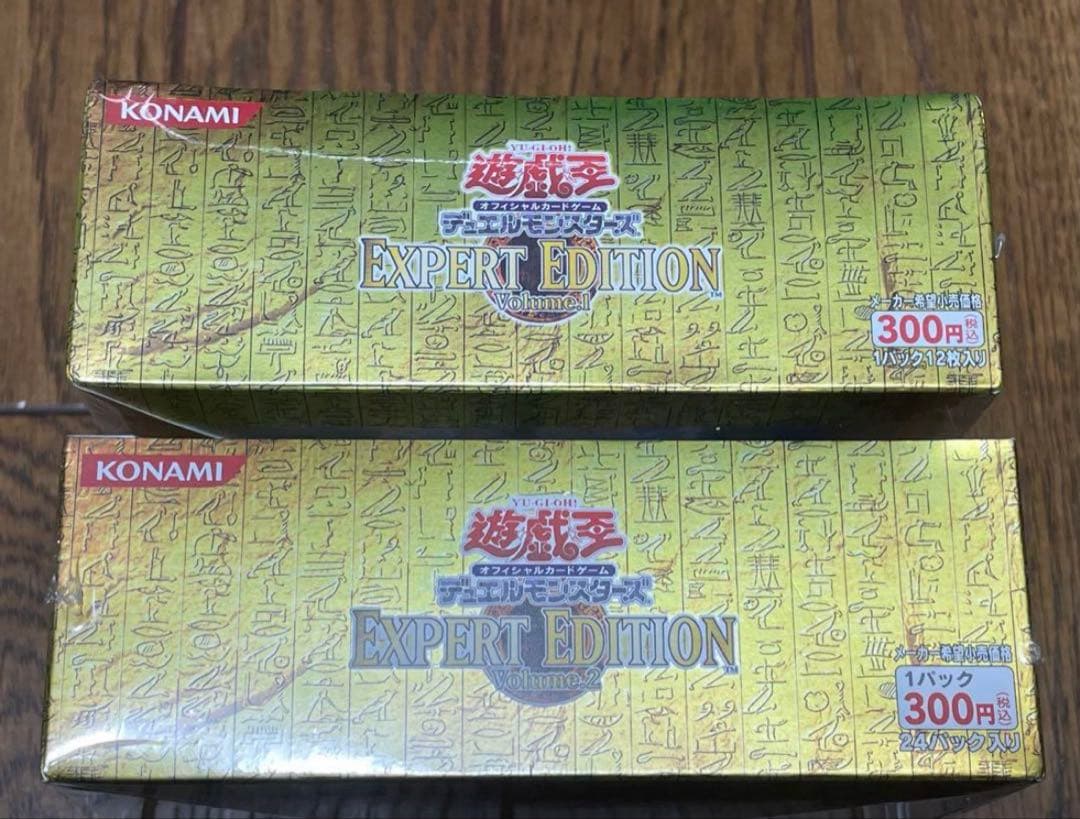 KONAMI
YU-GI-OH!
遊戯王
オフィシャルカードゲーム
デュエルモンスターズ
EXPERT EDITION™
Volume.1
メーカー希望小売価格
300円(税込)
1パック12枚入り
KONAMI
YU-GI-OH!
遊戯王
オフィシャルカードゲーム
デュエルモンスターズ
EXPERT EDITION™
Volume.2
メーカー希望小売価格
1パック
300円(税込)
24パック入り